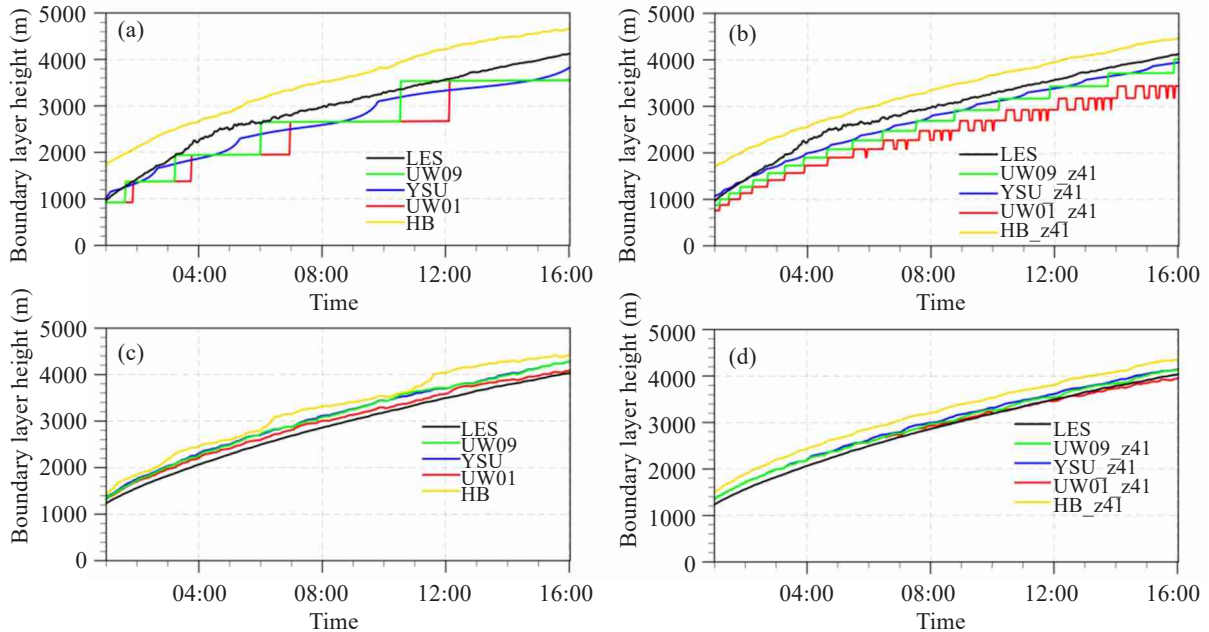 (a)
Boundary layer height (m)
5000
4000
3000
2000
1000
0
LES
UW09
YSU
UW01
HB
04:00 08:00 12:00 16:00
Time
(b)
Boundary layer height (m)
5000
4000
3000
2000
1000
0
LES
UW09_z41
YSU_z41
UW01_z41
HB_z41
04:00 08:00 12:00 16:00
Time
(c)
Boundary layer height (m)
5000
4000
3000
2000
1000
0
LES
UW09
YSU
UW01
HB
04:00 08:00 12:00 16:00
Time
(d)
Boundary layer height (m)
5000
4000
3000
2000
1000
0
LES
UW09_z41
YSU_z41
UW01_z41
HB_z41
04:00 08:00 12:00 16:00
Time